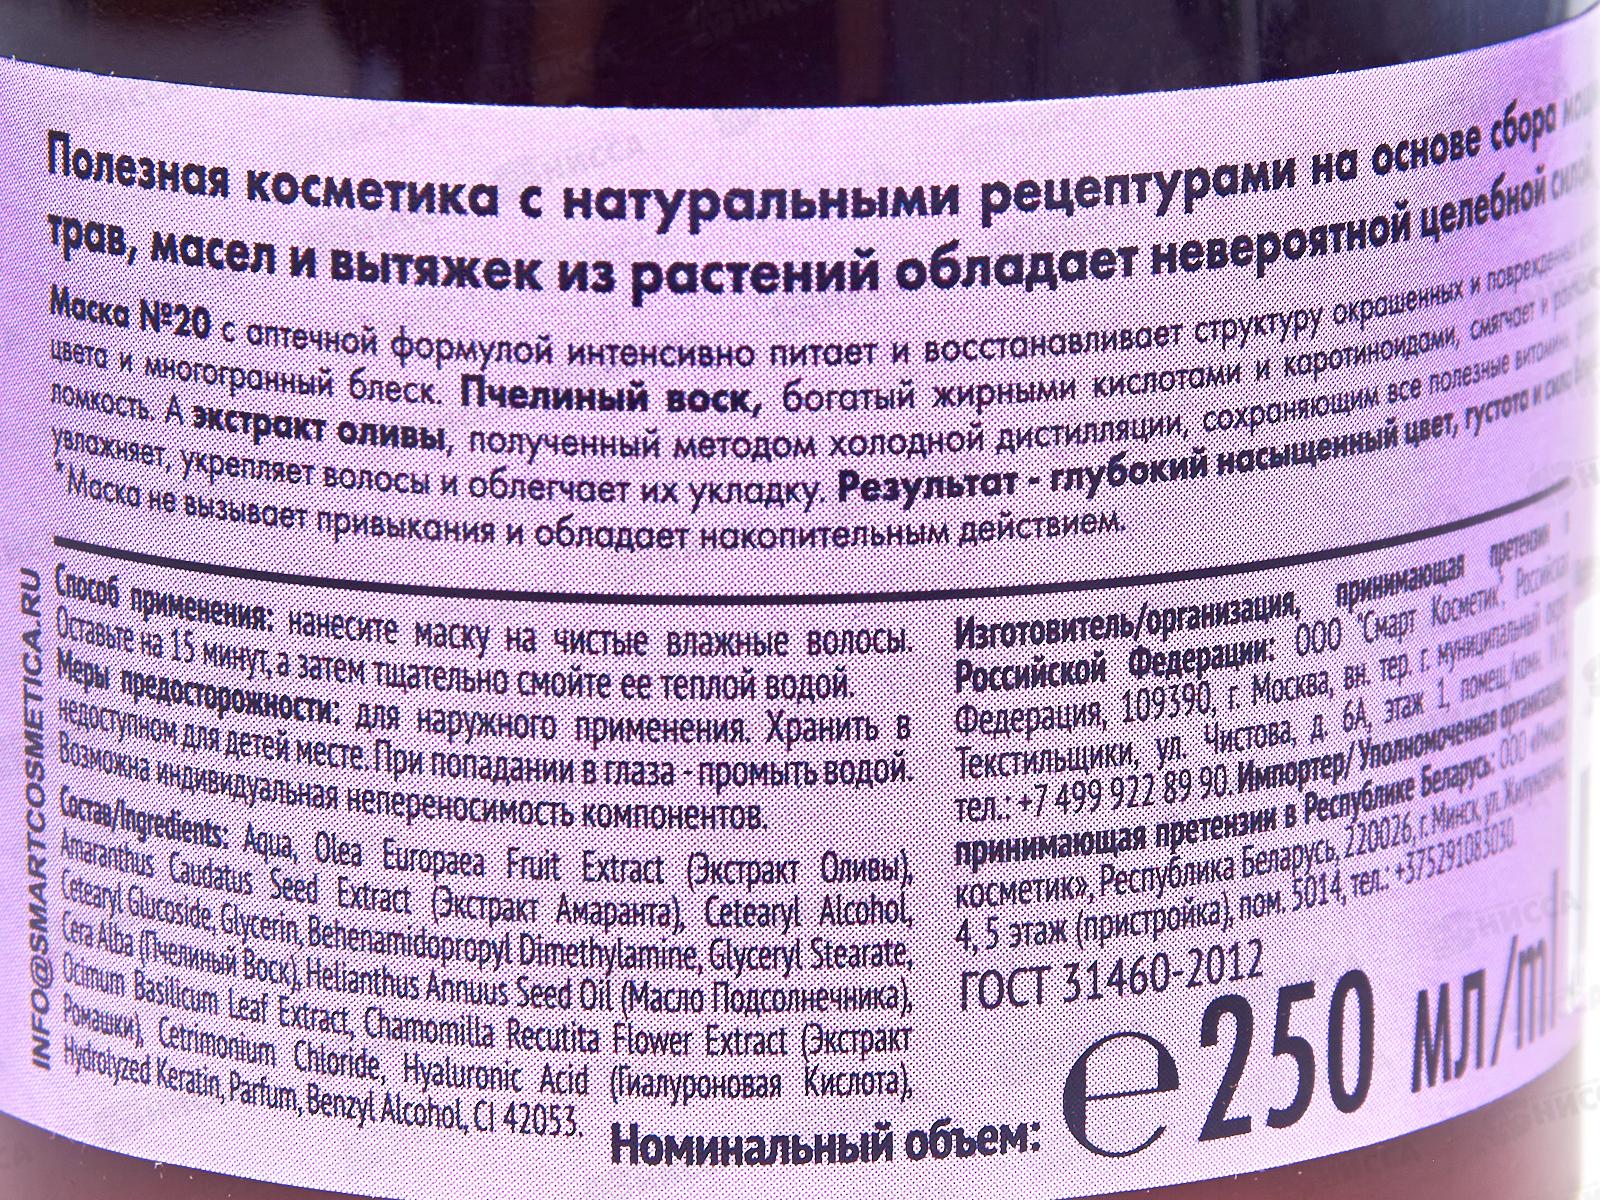 Полезная косметика с натуральными рецептурами на основе сбора
трав, масел и вытяжек из растений обладает невероятной целебной силой
Маска №20 с аптечной формулой интенсивно питает и восстанавливает структуру окрашенных и
цвета и многогранный блеск. Пчелиный воск, богатый жирными кислотами и каротиноидами, смягчает и
ломкость. А экстракт оливы, полученный методом холодной дистилляции, сохраняющим все полезные
увлажняет, укрепляет волосы и облегчает их укладку. Результат - глубокий насыщенный цвет, густота и сила
*Маска не вызывает привыкания и обладает накопительным действием.
INFO@SMARTCOSMETICA.RU
Способ применения: нанесите маску на чистые влажные волосы.
Оставьте на 15 минут, а затем тщательно смойте ее теплой водой.
Меры предосторожности: для наружного применения. Хранить в
недоступном для детей месте. При попадании в глаза - промыть водой.
Возможна индивидуальная непереносимость компонентов.
Состав/Ingredients: Aqua, Olea Europaea Fruit Extract (Экстракт Оливы),
Amaranthus Caudatus Seed Extract (Экстракт Амаранта), Cetearyl Alcohol,
Cetearyl Glucoside, Glycerin, Behenamidopropyl Dimethylamine, Glyceryl Stearate,
Cera Alba (Пчелиный Воск), Helianthus Annuus Seed Oil (Масло Подсолнечника),
Ocimum Basilicum Leaf Extract, Chamomilla Recutita Flower Extract (Экстракт
Ромашки), Cetrimonium Chloride, Hyaluronic Acid (Гиалуроновая Кислота),
Hydrolyzed Keratin, Parfum, Benzyl Alcohol, CI 42053.
Изготовитель/организация, принимающая претензии в
Российской Федерации: ООО "Смарт Косметик", Российская
Федерация, 109390, г. Москва, вн. тер. г. муниципальный округ
Текстильщики, ул. Чистова, д. 6А, этаж 1, помещ./комн.
тел.: +7 499 922 89 90. Импортер/ Уполномоченная организация,
принимающая претензии в Республике Беларусь: ООО
косметик», Республика Беларусь, 220026, г. Минск, ул. Жилуновича,
4, 5 этаж (пристройка), пом. 5014, тел.: +375291083030.
ГОСТ 31460-2012
Номинальный объем: ℮ 250 мл/ml